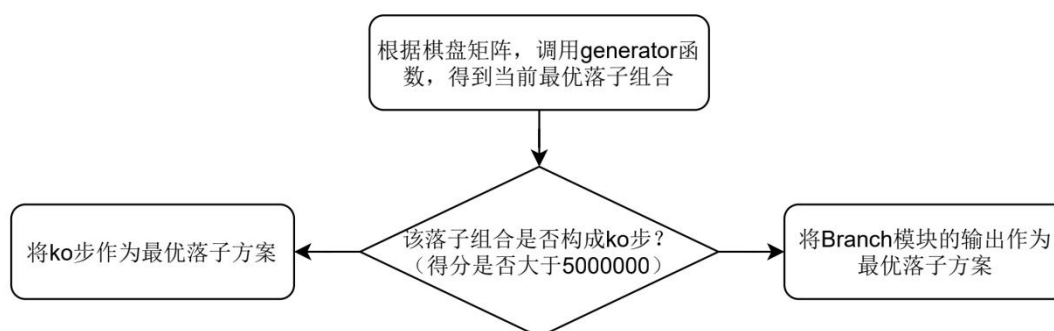 根据棋盘矩阵，调用generator函
数，得到当前最优落子组合
将ko步作为最优落子方案
该落子组合是否构成ko步？
（得分是否大于5000000）
将Branch模块的输出作为
最优落子方案